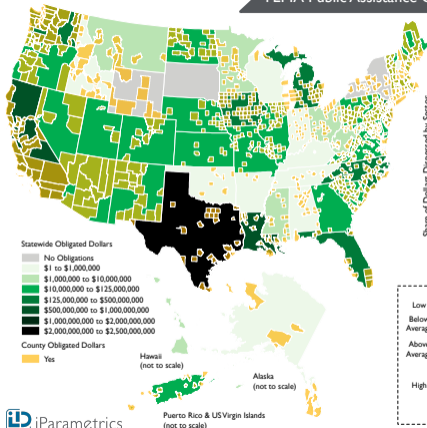 FEMA Public Assistance
Statewide Obligated Dollars
No Obligations
$1 to $1,000,000
$1,000,000 to $10,000,000
$10,000,000 to $125,000,000
$125,000,000 to $500,000,000
$500,000,000 to $1,000,000,000
$1,000,000,000 to $2,000,000,000
$2,000,000,000 to $2,500,000,000
County Obligated Dollars
Yes
Hawaii
(not to scale)
Alaska
(not to scale)
Puerto Rico & US Virgin Islands
(not to scale)
Low
Below
Average
Above
Average
High
iParametrics